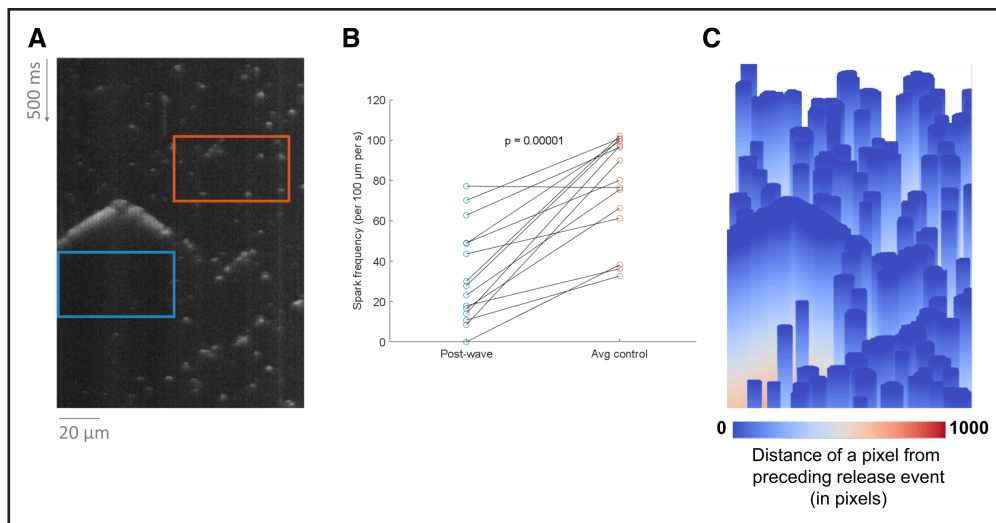 A
500 ms
20 µm
B
120
100
80
60
40
20
0
Spark frequency (per 100 µm per s)
p ≈ 0.00001
Post-wave
Avg control
C
0
1000
Distance of a pixel from
preceding release event
(in pixels)